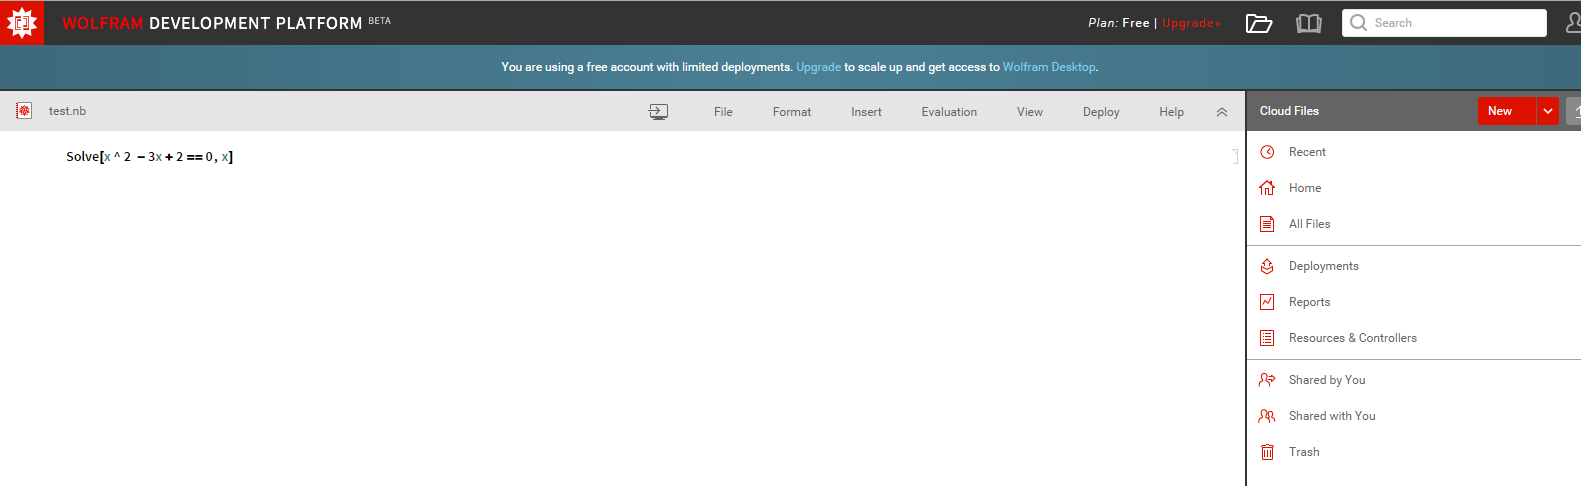 WOLFRAM DEVELOPMENT PLATFORM BETA
Plan: Free | Upgrade»
Search
You are using a free account with limited deployments. Upgrade to scale up and get access to Wolfram Desktop.
test.nb
File Format Insert Evaluation View Deploy Help
Cloud Files
New
Solve[x ^ 2 - 3x + 2 == 0, x]
Recent
Home
All Files
Deployments
Reports
Resources & Controllers
Shared by You
Shared with You
Trash